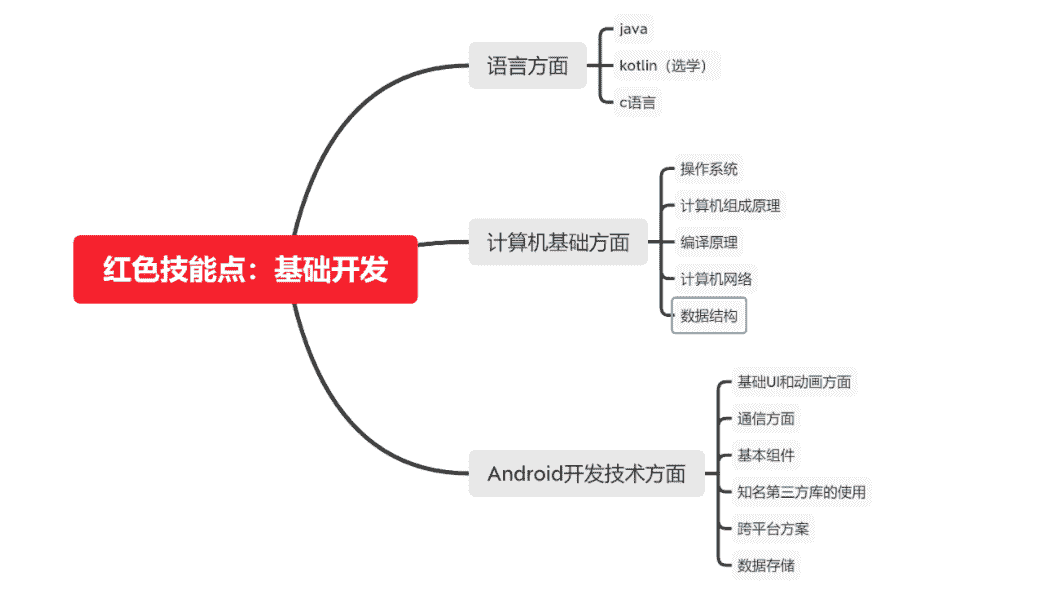 红色技能点：基础开发
语言方面
java
kotlin（选学）
c语言
计算机基础方面
操作系统
计算机组成原理
编译原理
计算机网络
数据结构
Android开发技术方面
基础UI和动画方面
通信方面
基本组件
知名第三方库的使用
跨平台方案
数据存储